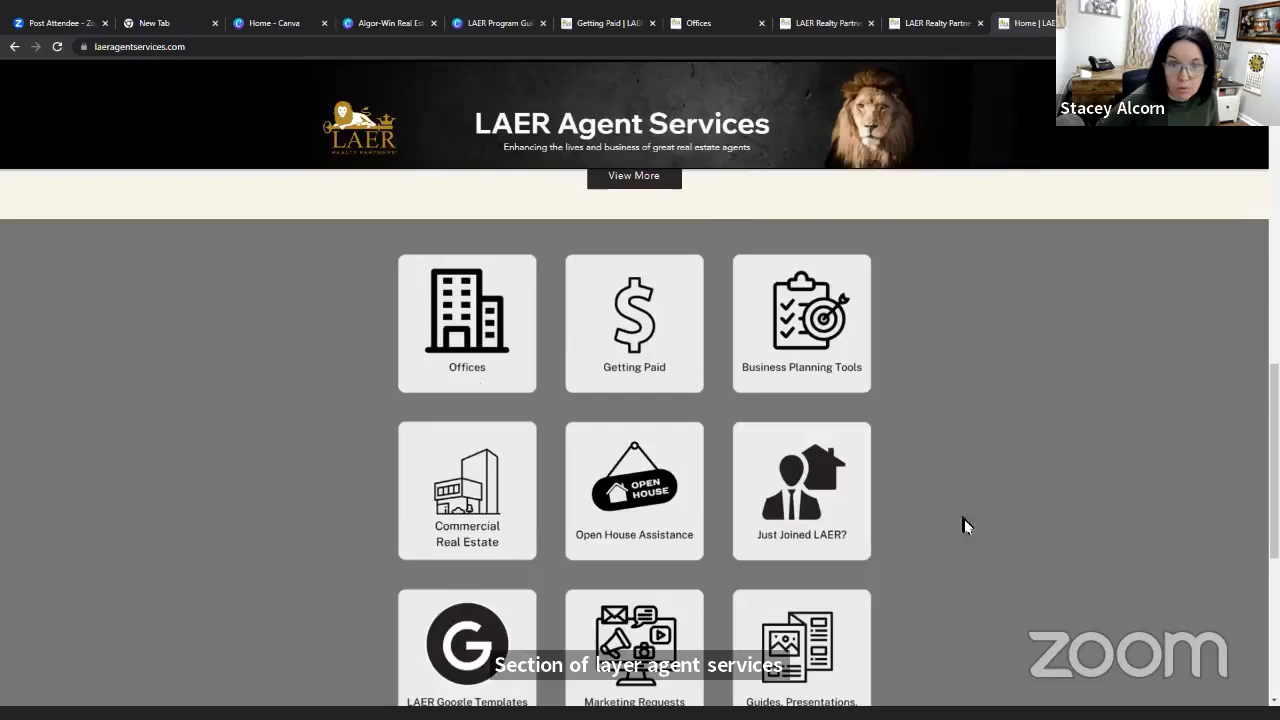 Post Attendee - Zo
New Tab
Home - Canva
Algor-Win Real Est
LAER Program Gui
Getting Paid | LAE
Offices
LAER Realty Partne
LAER Realty Partne
Home | LAE
laeragentservices.com
LAER
REALTY PARTNERS
LAER Agent Services
Enhancing the lives and business of great real estate agents
Stacey Alcorn
View More
Offices
Getting Paid
Business Planning Tools
Commercial
Real Estate
OPEN
HOUSE
Open House Assistance
Just Joined LAER?
G
LAER Google Templates
Marketing Requests
Guides, Presentations,
Section of layer agent services
zoom